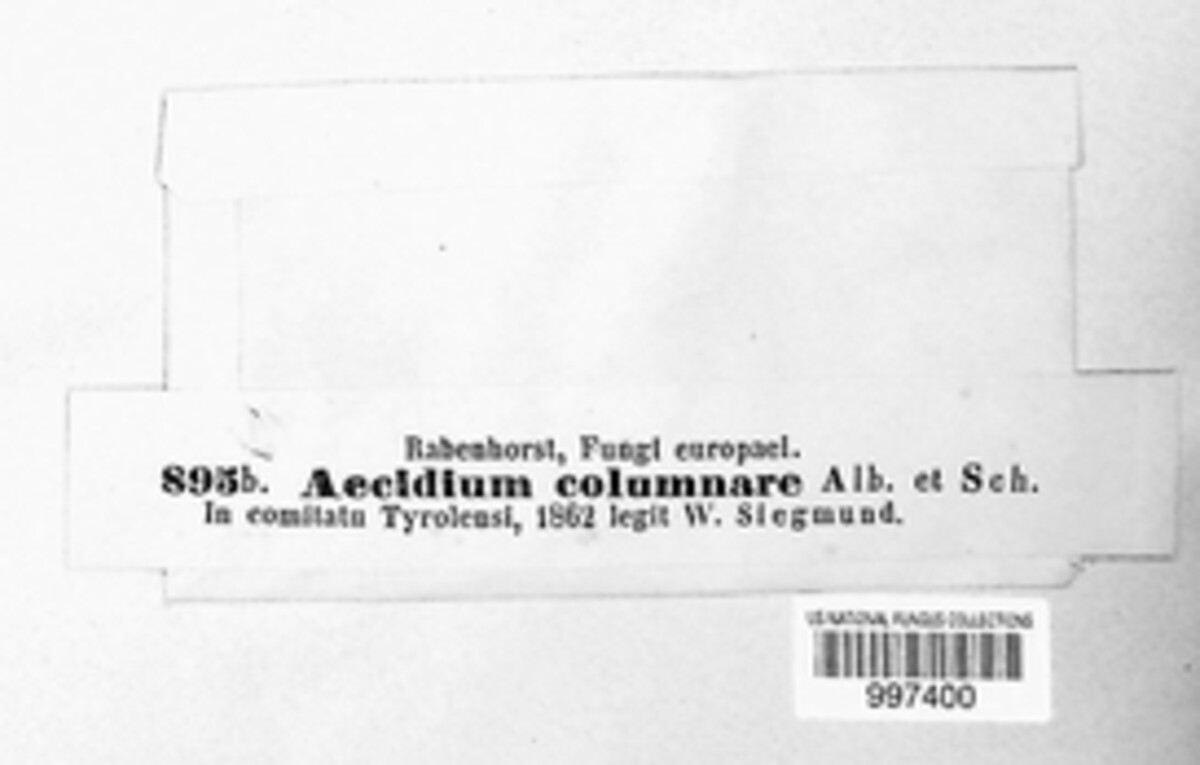 Rabenhorst, Fungi europaei.
895b. Aecidium columnare Alb. et Sch.
In comitatu Tyrolensi, 1862 legit W. Siegmund.
US NATIONAL FUNGUS COLLECTIONS
997400